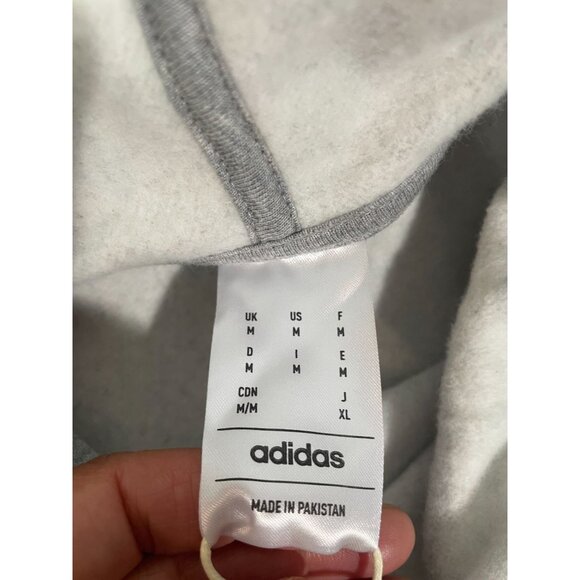 UK US F
M M M
D I E
M M M
CDN J
M/M XL
adidas
MADE IN PAKISTAN